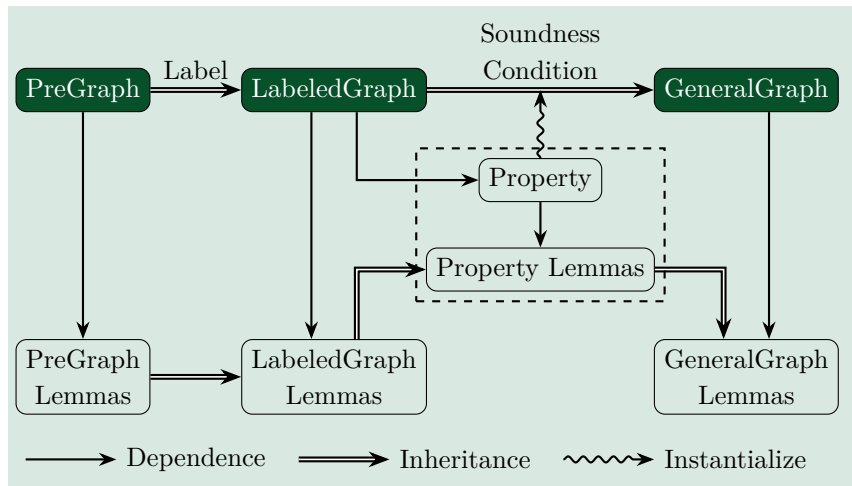 Soundness
Condition
Label
PreGraph
LabeledGraph
GeneralGraph
Property
Property Lemmas
PreGraph
Lemmas
LabeledGraph
Lemmas
GeneralGraph
Lemmas
Dependence
Inheritance
Instantialize